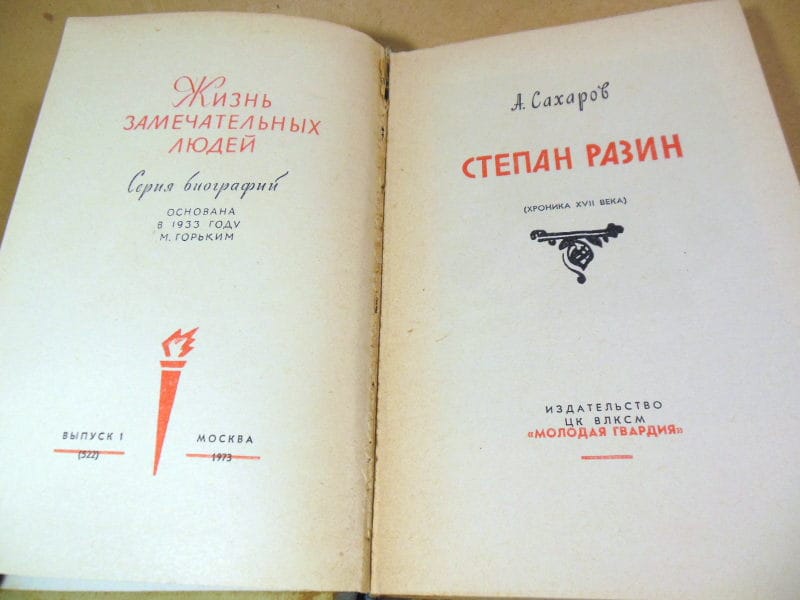 Жизнь
ЗАМЕЧАТЕЛЬНЫХ
ЛЮДЕЙ
Серия биографий
ОСНОВАНА
В 1933 ГОДУ
М. ГОРЬКИМ
ВЫПУСК 1
(522)
МОСКВА
1973
А. Сахаров
СТЕПАН РАЗИН
(ХРОНИКА XVII ВЕКА)
ИЗДАТЕЛЬСТВО
ЦК ВЛКСМ
«МОЛОДАЯ ГВАРДИЯ»